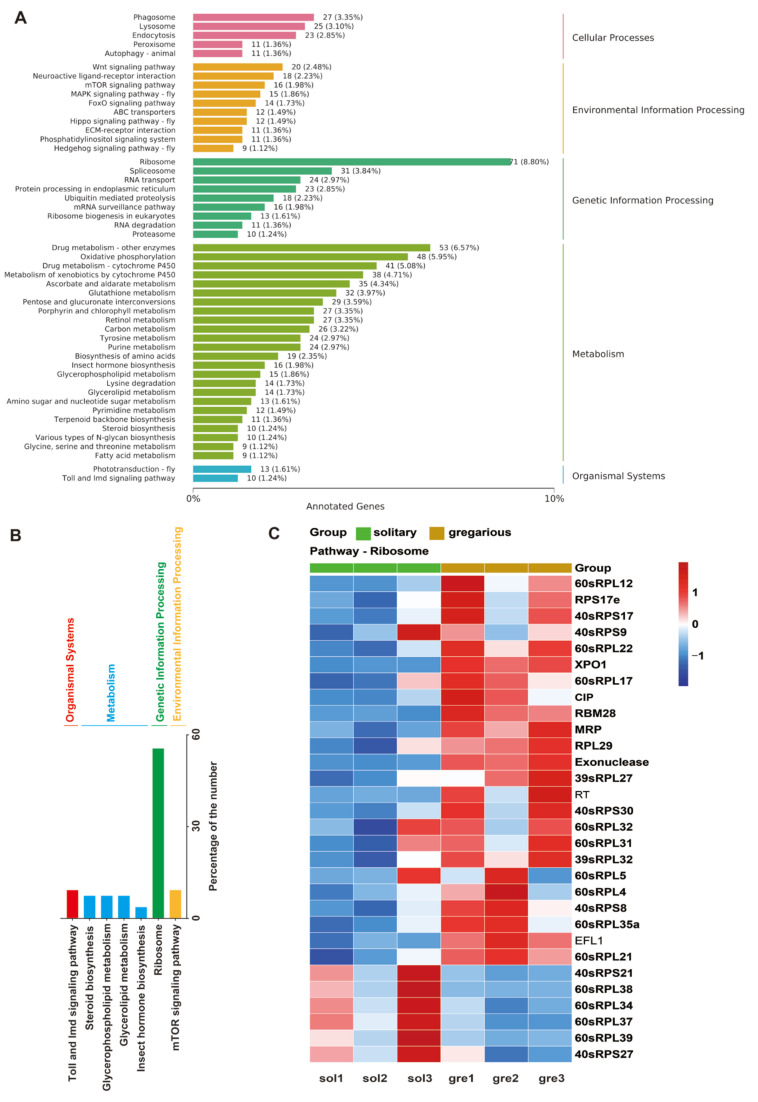 A
Phagosome 27 (3.35%)
Lysosome 25 (3.10%)
Endocytosis 23 (2.85%)
Peroxisome 11 (1.36%)
Autophagy - animal 11 (1.36%)
Cellular Processes
Wnt signaling pathway 20 (2.48%)
Neuroactive ligand-receptor interaction 18 (2.23%)
mTOR signaling pathway 16 (1.98%)
MAPK signaling pathway - fly 15 (1.86%)
FoxO signaling pathway 14 (1.73%)
ABC transporters 12 (1.49%)
Hippo signaling pathway - fly 12 (1.49%)
ECM-receptor interaction 11 (1.36%)
Phosphatidylinositol signaling system 11 (1.36%)
Hedgehog signaling pathway - fly 9 (1.12%)
Environmental Information Processing
Ribosome 71 (8.80%)
Spliceosome 31 (3.84%)
RNA transport 24 (2.97%)
Protein processing in endoplasmic reticulum 23 (2.85%)
Ubiquitin mediated proteolysis 18 (2.23%)
mRNA surveillance pathway 16 (1.98%)
Ribosome biogenesis in eukaryotes 13 (1.61%)
RNA degradation 11 (1.36%)
Proteasome 10 (1.24%)
Genetic Information Processing
Drug metabolism - other enzymes 53 (6.57%)
Oxidative phosphorylation 48 (5.95%)
Drug metabolism - cytochrome P450 41 (5.08%)
Metabolism of xenobiotics by cytochrome P450 38 (4.71%)
Ascorbate and aldarate metabolism 35 (4.34%)
Glutathione metabolism 32 (3.97%)
Pentose and glucuronate interconversions 29 (3.59%)
Porphyrin and chlorophyll metabolism 27 (3.35%)
Retinol metabolism 27 (3.35%)
Carbon metabolism 26 (3.22%)
Tyrosine metabolism 24 (2.97%)
Purine metabolism 24 (2.97%)
Biosynthesis of amino acids 19 (2.35%)
Insect hormone biosynthesis 16 (1.98%)
Glycerophospholipid metabolism 15 (1.86%)
Lysine degradation 14 (1.73%)
Glycerolipid metabolism 14 (1.73%)
Amino sugar and nucleotide sugar metabolism 13 (1.61%)
Pyrimidine metabolism 12 (1.49%)
Terpenoid backbone biosynthesis 11 (1.36%)
Steroid biosynthesis 10 (1.24%)
Various types of N-glycan biosynthesis 10 (1.24%)
Glycine, serine and threonine metabolism 9 (1.12%)
Fatty acid metabolism 9 (1.12%)
Metabolism
Phototransduction - fly 13 (1.61%)
Toll and Imd signaling pathway 10 (1.24%)
Organismal Systems
0% 10%
Annotated Genes
B
Organismal Systems
Metabolism
Genetic Information Processing
Environmental Information Processing
60
30
0
Percentage of the number
Toll and Imd signaling pathway
Steroid biosynthesis
Glycerophospholipid metabolism
Glycerolipid metabolism
Insect hormone biosynthesis
Ribosome
mTOR signaling pathway
C
Group solitary gregarious
Pathway - Ribosome
Group
60sRPL12
RPS17e
40sRPS17
40sRPS9
60sRPL22
XPO1
60sRPL17
CIP
RBM28
MRP
RPL29
Exonuclease
39sRPL27
RT
40sRPS30
60sRPL32
60sRPL31
39sRPL32
60sRPL5
60sRPL4
40sRPS8
60sRPL35a
EFL1
60sRPL21
40sRPS21
60sRPL38
60sRPL34
60sRPL37
60sRPL39
40sRPS27
sol1 sol2 sol3 gre1 gre2 gre3
1
0
−1